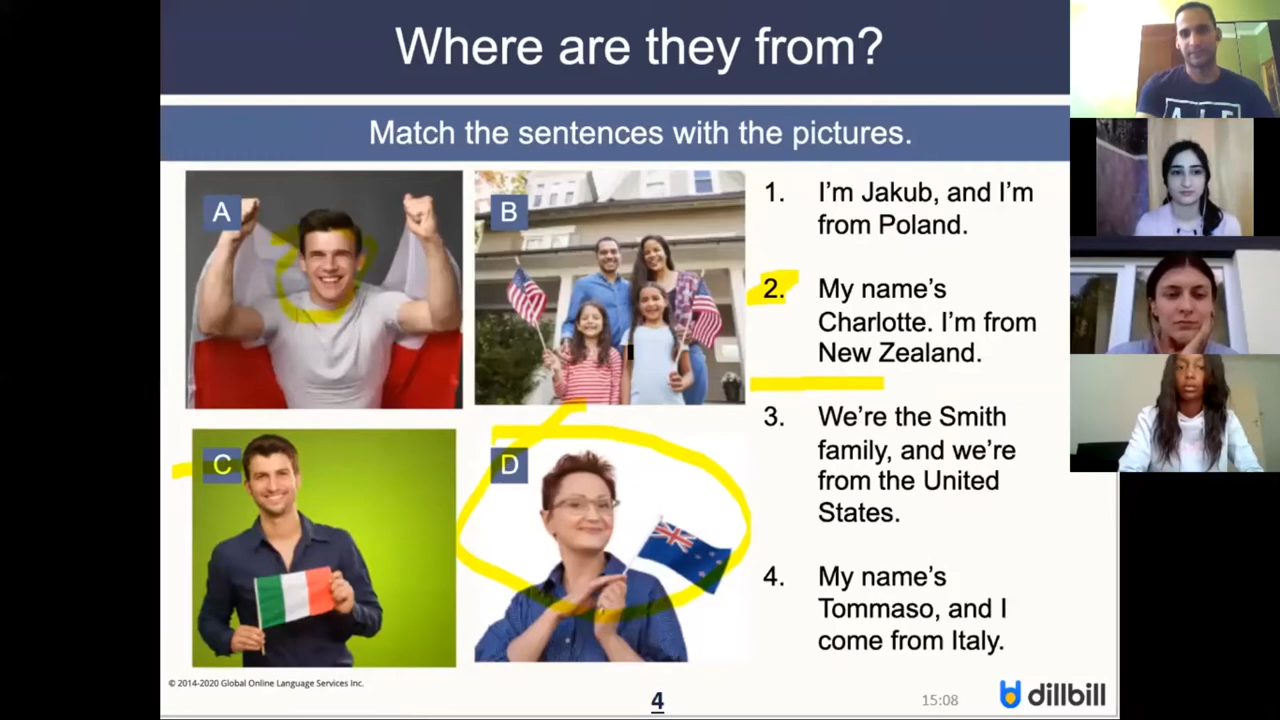 Where are they from?
Match the sentences with the pictures.
A
B
C
D
1. I'm Jakub, and I'm
from Poland.
2. My name's
Charlotte. I'm from
New Zealand.
3. We're the Smith
family, and we're
from the United
States.
4. My name's
Tommaso, and I
come from Italy.
© 2014-2020 Global Online Language Services Inc.
4
15:08
dillbill